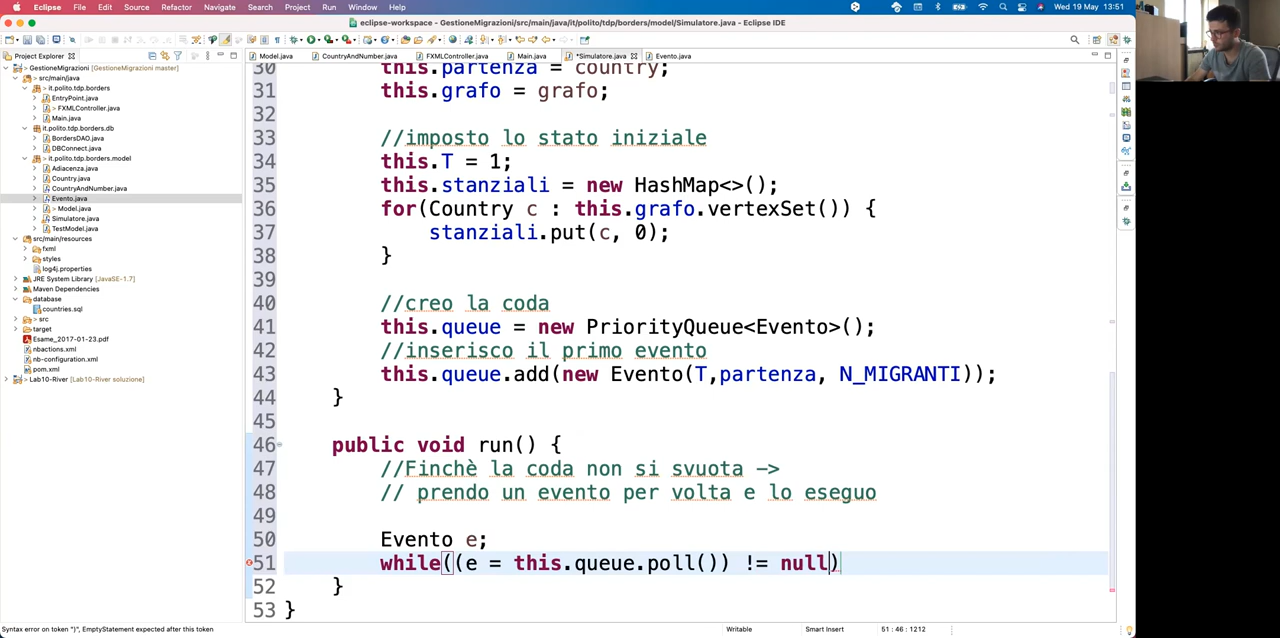 Eclipse File Edit Source Refactor Navigate Search Project Run Window Help Wed 19 May 13:51
eclipse-workspace - GestioneMigrazioni/src/main/java/it/polito/tdp/borders/model/Simulatore.java - Eclipse IDE
Project Explorer
Model.java CountryAndNumber.java FXMLController.java Main.java *Simulatore.java Evento.java
GestioneMigrazioni [GestioneMigrazioni master]
> src/main/java
it.polito.tdp.borders
EntryPoint.java
> FXMLController.java
Main.java
it.polito.tdp.borders.db
BordersDAO.java
DBConnect.java
> it.polito.tdp.borders.model
Adiacenza.java
Country.java
CountryAndNumber.java
Evento.java
> Model.java
Simulatore.java
TestModel.java
src/main/resources
fxml
styles
log4j.properties
JRE System Library [JavaSE-1.7]
Maven Dependencies
database
countries.sql
> src
target
Esame_2017-01-23.pdf
nbactions.xml
nb-configuration.xml
pom.xml
> Lab10-River [Lab10-River soluzione]
30 this.partenza = country;
31 this.grafo = grafo;
32
33 //imposto lo stato iniziale
34 this.T = 1;
35 this.stanziali = new HashMap<>();
36 for(Country c : this.grafo.vertexSet()) {
37 stanziali.put(c, 0);
38 }
39
40 //creo la coda
41 this.queue = new PriorityQueue<Evento>();
42 //inserisco il primo evento
43 this.queue.add(new Evento(T,partenza, N_MIGRANTI));
44 }
45
46 public void run() {
47 //Finchè la coda non si svuota ->
48 // prendo un evento per volta e lo eseguo
49
50 Evento e;
51 while((e = this.queue.poll()) != null)
52 }
53 }
Syntax error on token ")", EmptyStatement expected after this token Writable Smart Insert 51 : 46 : 1212